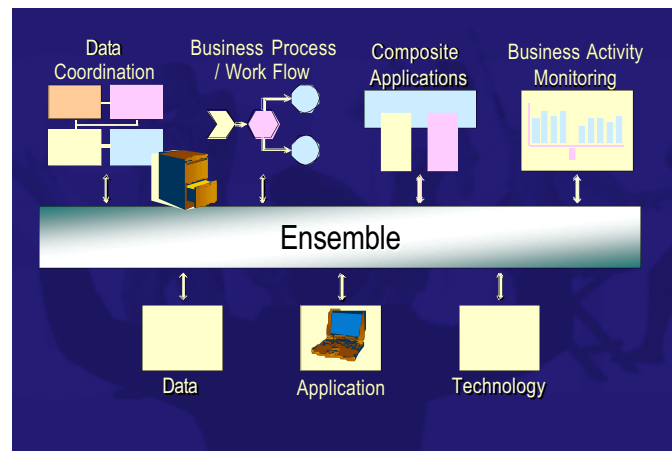 Data
Coordination
Business Process
/ Work Flow
Composite
Applications
Business Activity
Monitoring
Ensemble
Data
Application
Technology